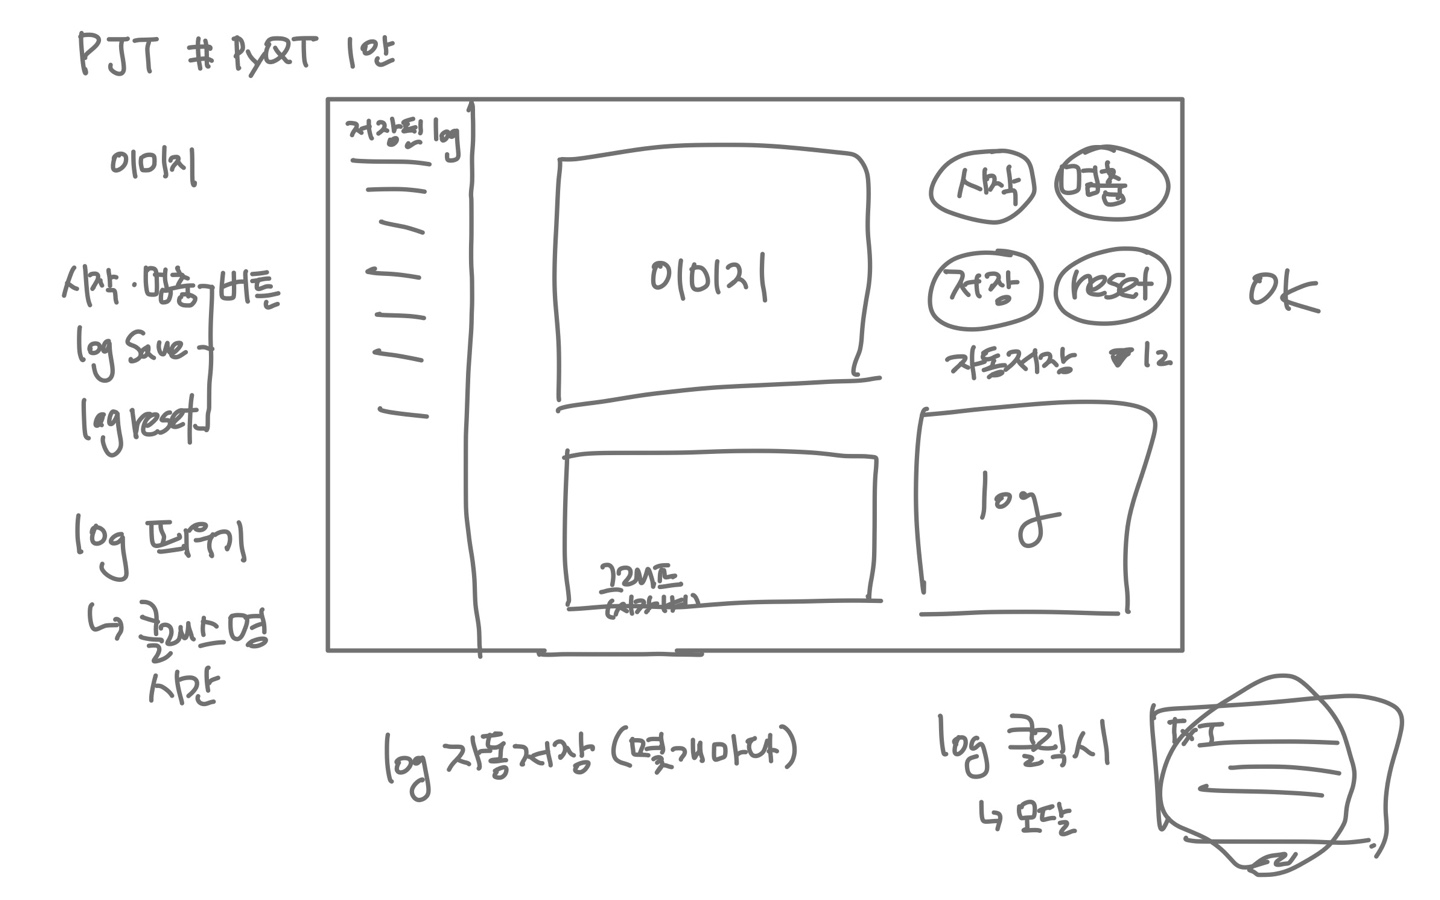 PJT # PyQT 1안
이미지
시작 · 멈춤 버튼
log Save
log reset
log 띄우기
↳ 클래스명
시간
저장된 log
이미지
그래프
시작
멈춤
저장
reset
자동저장 ▼ 12
log
OK
log 자동저장 (몇개마다)
log 클릭시
↳ 모달
TXT